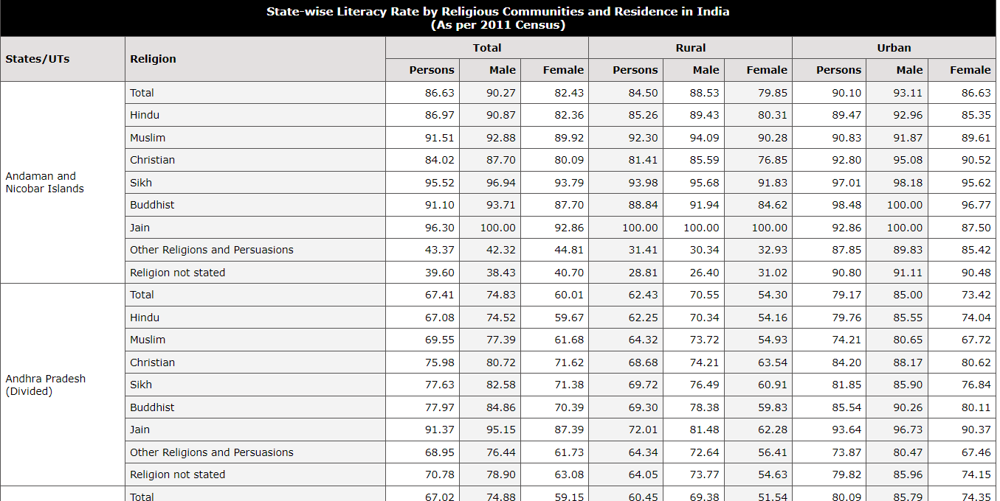 State-wise Literacy Rate by Religious Communities and Residence in India
(As per 2011 Census)
States/UTs Religion Total Rural Urban
Persons Male Female Persons Male Female Persons Male Female
Andaman and
Nicobar Islands
Total 86.63 90.27 82.43 84.50 88.53 79.85 90.10 93.11 86.63
Hindu 86.97 90.87 82.36 85.26 89.43 80.31 89.47 92.96 85.35
Muslim 91.51 92.88 89.92 92.30 94.09 90.28 90.83 91.87 89.61
Christian 84.02 87.70 80.09 81.41 85.59 76.85 92.80 95.08 90.52
Sikh 95.52 96.94 93.79 93.98 95.68 91.83 97.01 98.18 95.62
Buddhist 91.10 93.71 87.70 88.84 91.94 84.62 98.48 100.00 96.77
Jain 96.30 100.00 92.86 100.00 100.00 100.00 92.86 100.00 87.50
Other Religions and Persuasions 43.37 42.32 44.81 31.41 30.34 32.93 87.85 89.83 85.42
Religion not stated 39.60 38.43 40.70 28.81 26.40 31.02 90.80 91.11 90.48
Andhra Pradesh
(Divided)
Total 67.41 74.83 60.01 62.43 70.55 54.30 79.17 85.00 73.42
Hindu 67.08 74.52 59.67 62.25 70.34 54.16 79.76 85.55 74.04
Muslim 69.55 77.39 61.68 64.32 73.72 54.93 74.21 80.65 67.72
Christian 75.98 80.72 71.62 68.68 74.21 63.54 84.20 88.17 80.62
Sikh 77.63 82.58 71.38 69.72 76.49 60.91 81.85 85.90 76.84
Buddhist 77.97 84.86 70.39 69.30 78.38 59.83 85.54 90.26 80.11
Jain 91.37 95.15 87.39 72.01 81.48 62.28 93.64 96.73 90.37
Other Religions and Persuasions 68.95 76.44 61.73 64.34 72.64 56.41 73.87 80.47 67.46
Religion not stated 70.78 78.90 63.08 64.05 73.77 54.63 79.82 85.96 74.15
Total 67.02 74.88 59.15 60.45 69.38 51.54 80.09 85.79 74.35